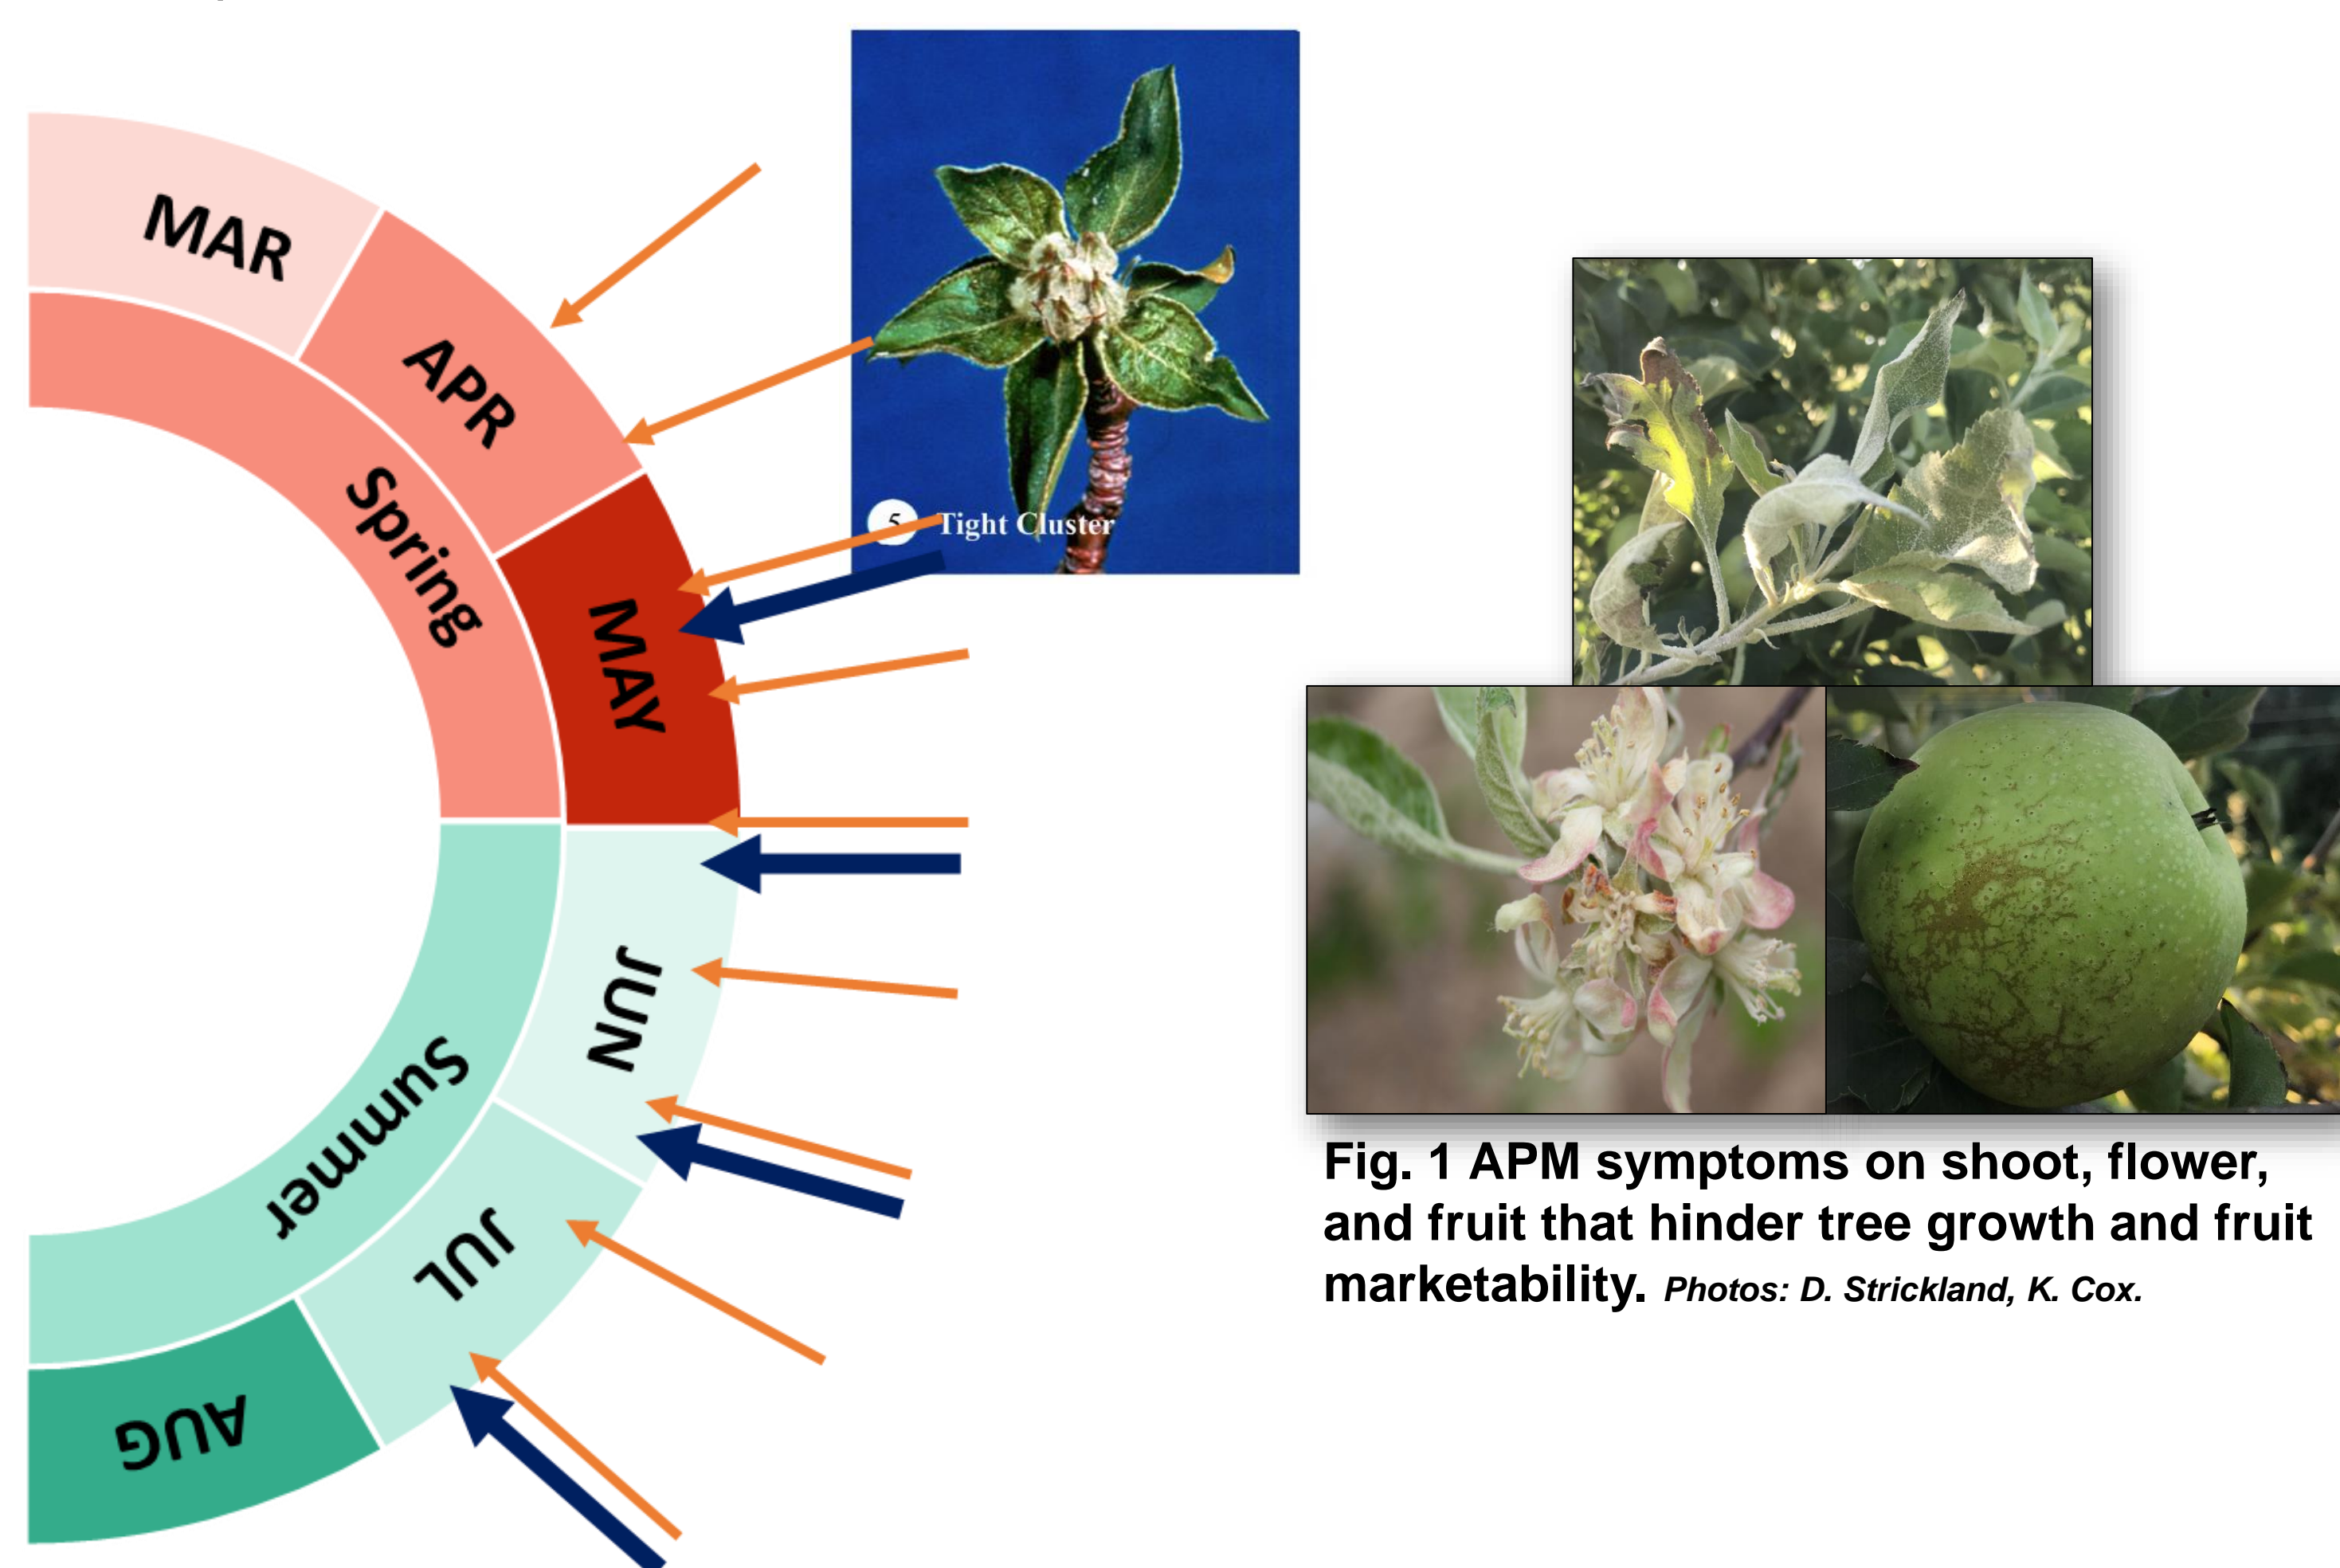 MAR
APR
Spring
MAY
JUN
Summer
JUL
AUG
5 Tight Cluster
Fig. 1 APM symptoms on shoot, flower,
and fruit that hinder tree growth and fruit
marketability. Photos: D. Strickland, K. Cox.